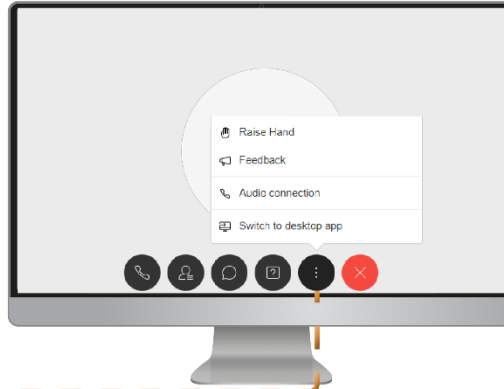 Raise Hand
Feedback
Audio connection
Switch to desktop app